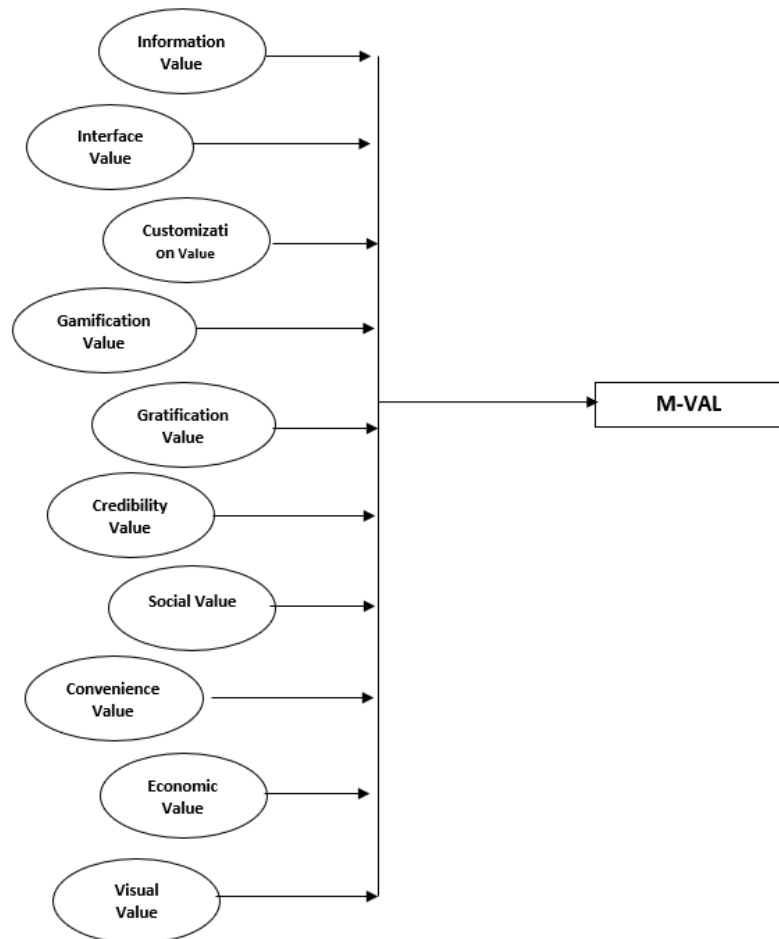 Information
Value
Interface
Value
Customizati
on Value
Gamification
Value
M-VAL
Gratification
Value
Credibility
Value
Social Value
Convenience
Value
Economic
Value
Visual
Value